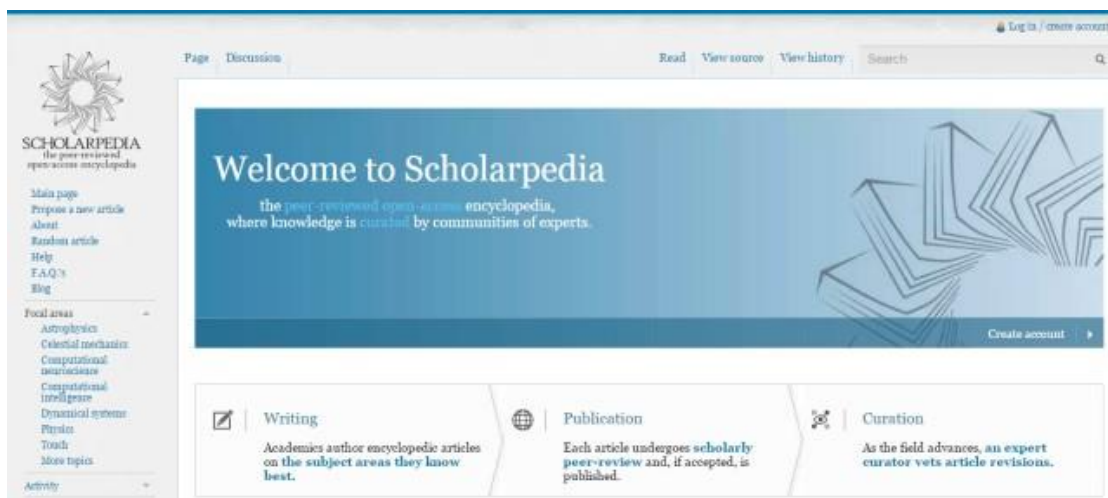 Log in / create account
Page Discussion Read View source View history Search
SCHOLARPEDIA
the peer-reviewed
open-access encyclopedia
Main page
Propose a new article
About
Random article
Help
F.A.Q.'s
Blog
Focal areas
Astrophysics
Celestial mechanics
Computational
neuroscience
Computational
intelligence
Dynamical systems
Physics
Touch
More topics
Activity
Welcome to Scholarpedia
the peer-reviewed open-access encyclopedia,
where knowledge is curated by communities of experts.
Create account
Writing
Academics author encyclopedic articles
on the subject areas they know
best.
Publication
Each article undergoes scholarly
peer-review and, if accepted, is
published.
Curation
As the field advances, an expert
curator vets article revisions.